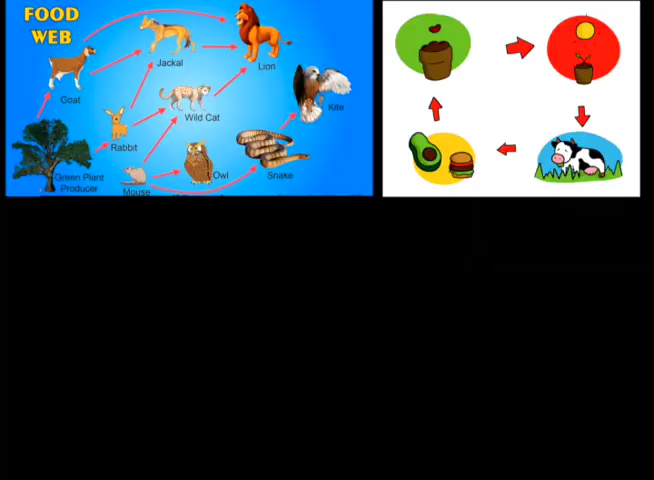 FOOD
WEB
Jackal
Lion
Goat
Kite
Wild Cat
Rabbit
Green Plant
Producer
Owl
Snake
Mouse